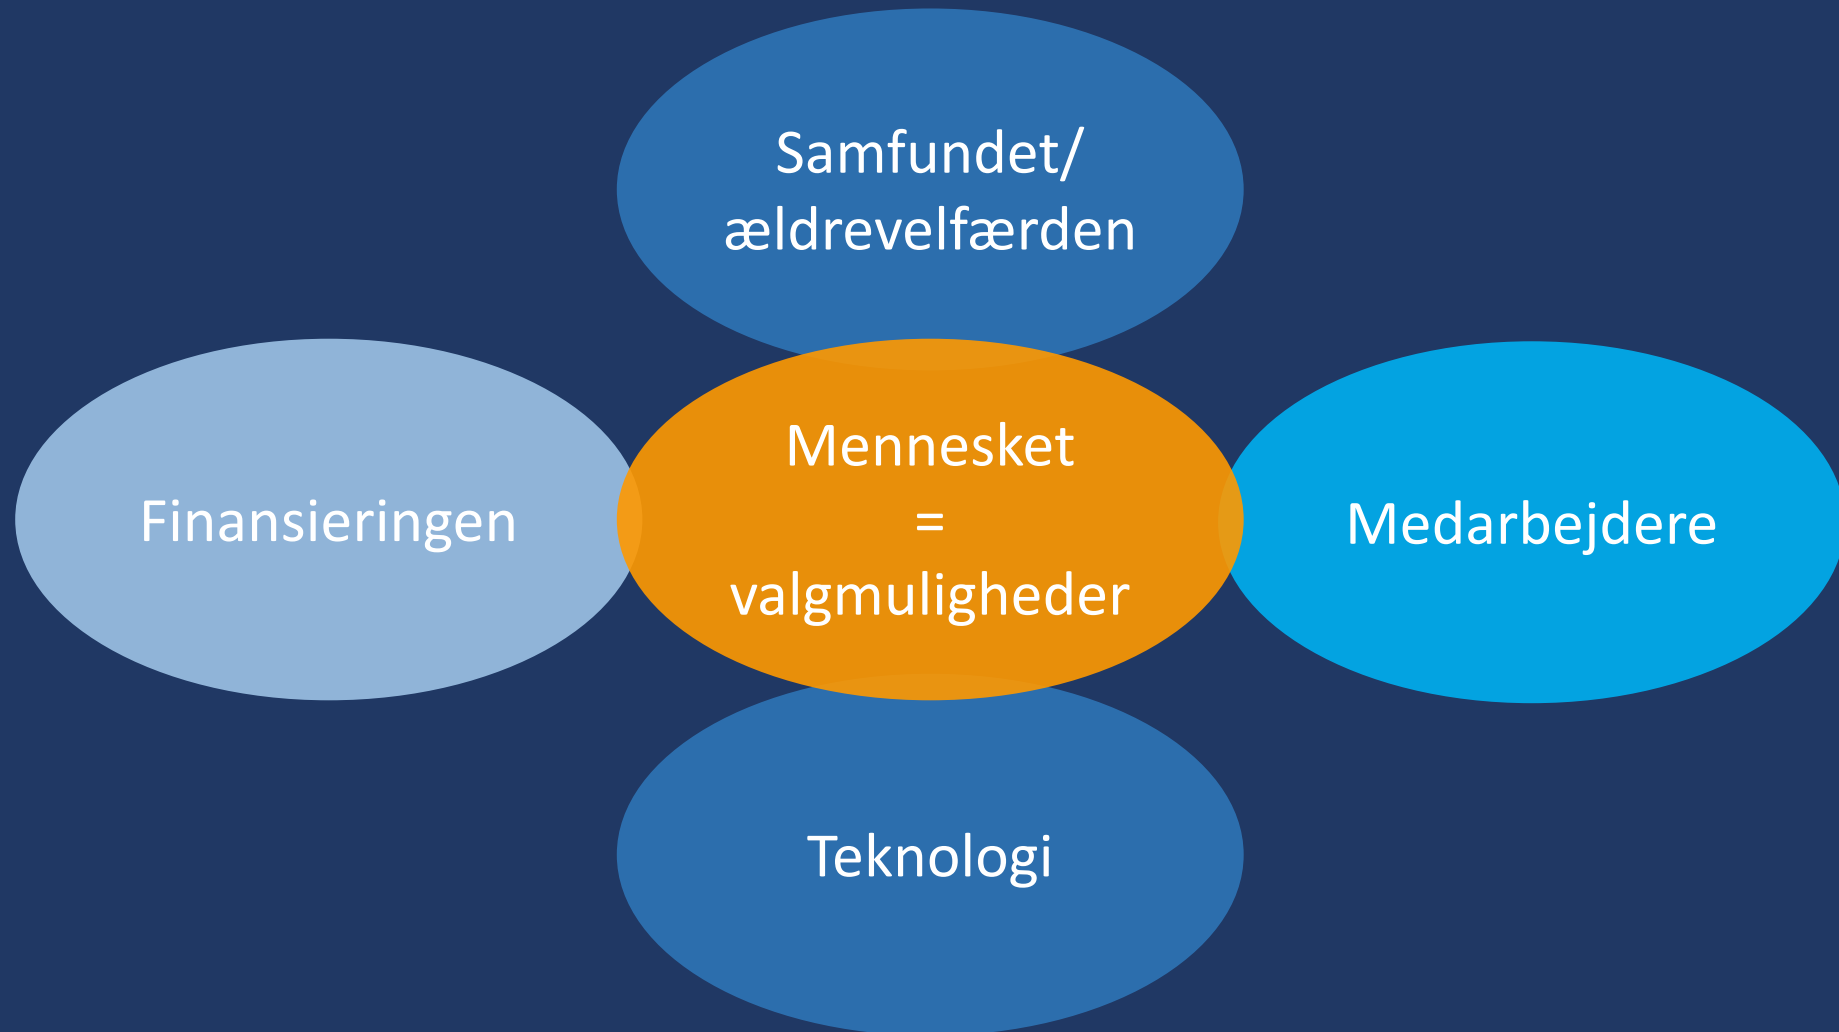 Samfundet/
ældrevelfærden
Finansieringen
Mennesket
=
valgmuligheder
Medarbejdere
Teknologi